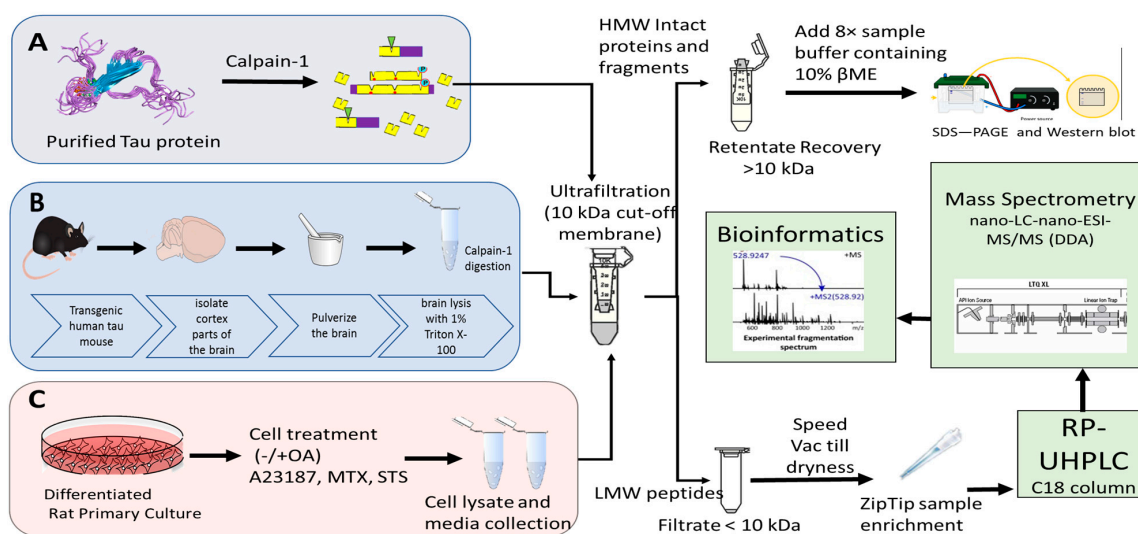 A
Purified Tau protein
Calpain-1
P
P
B
Transgenic
human tau
mouse
isolate
cortex
parts of
the brain
Pulverize
the brain
brain lysis
with 1%
Triton X-
100
Calpain-1
digestion
C
Differentiated
Rat Primary Culture
Cell treatment
(-/+OA)
A23187, MTX, STS
Cell lysate and
media collection
Ultrafiltration
(10 kDa cut-off
membrane)
10K
HMW Intact
proteins and
fragments
10K
Retentate Recovery
>10 kDa
Add 8× sample
buffer containing
10% βME
Power source
SDS—PAGE and Western blot
LMW peptides
Filtrate < 10 kDa
Speed
Vac till
dryness
ZipTip sample
enrichment
RP-
UHPLC
C18 column
Mass Spectrometry
nano-LC-nano-ESI-
MS/MS (DDA)
LTQ XL
API Ion Source
Linear Ion Trap
Bioinformatics
528.9247
+MS
+MS2(528.92)
600 800 1000 1200 m/z
Experimental fragmentation
spectrum